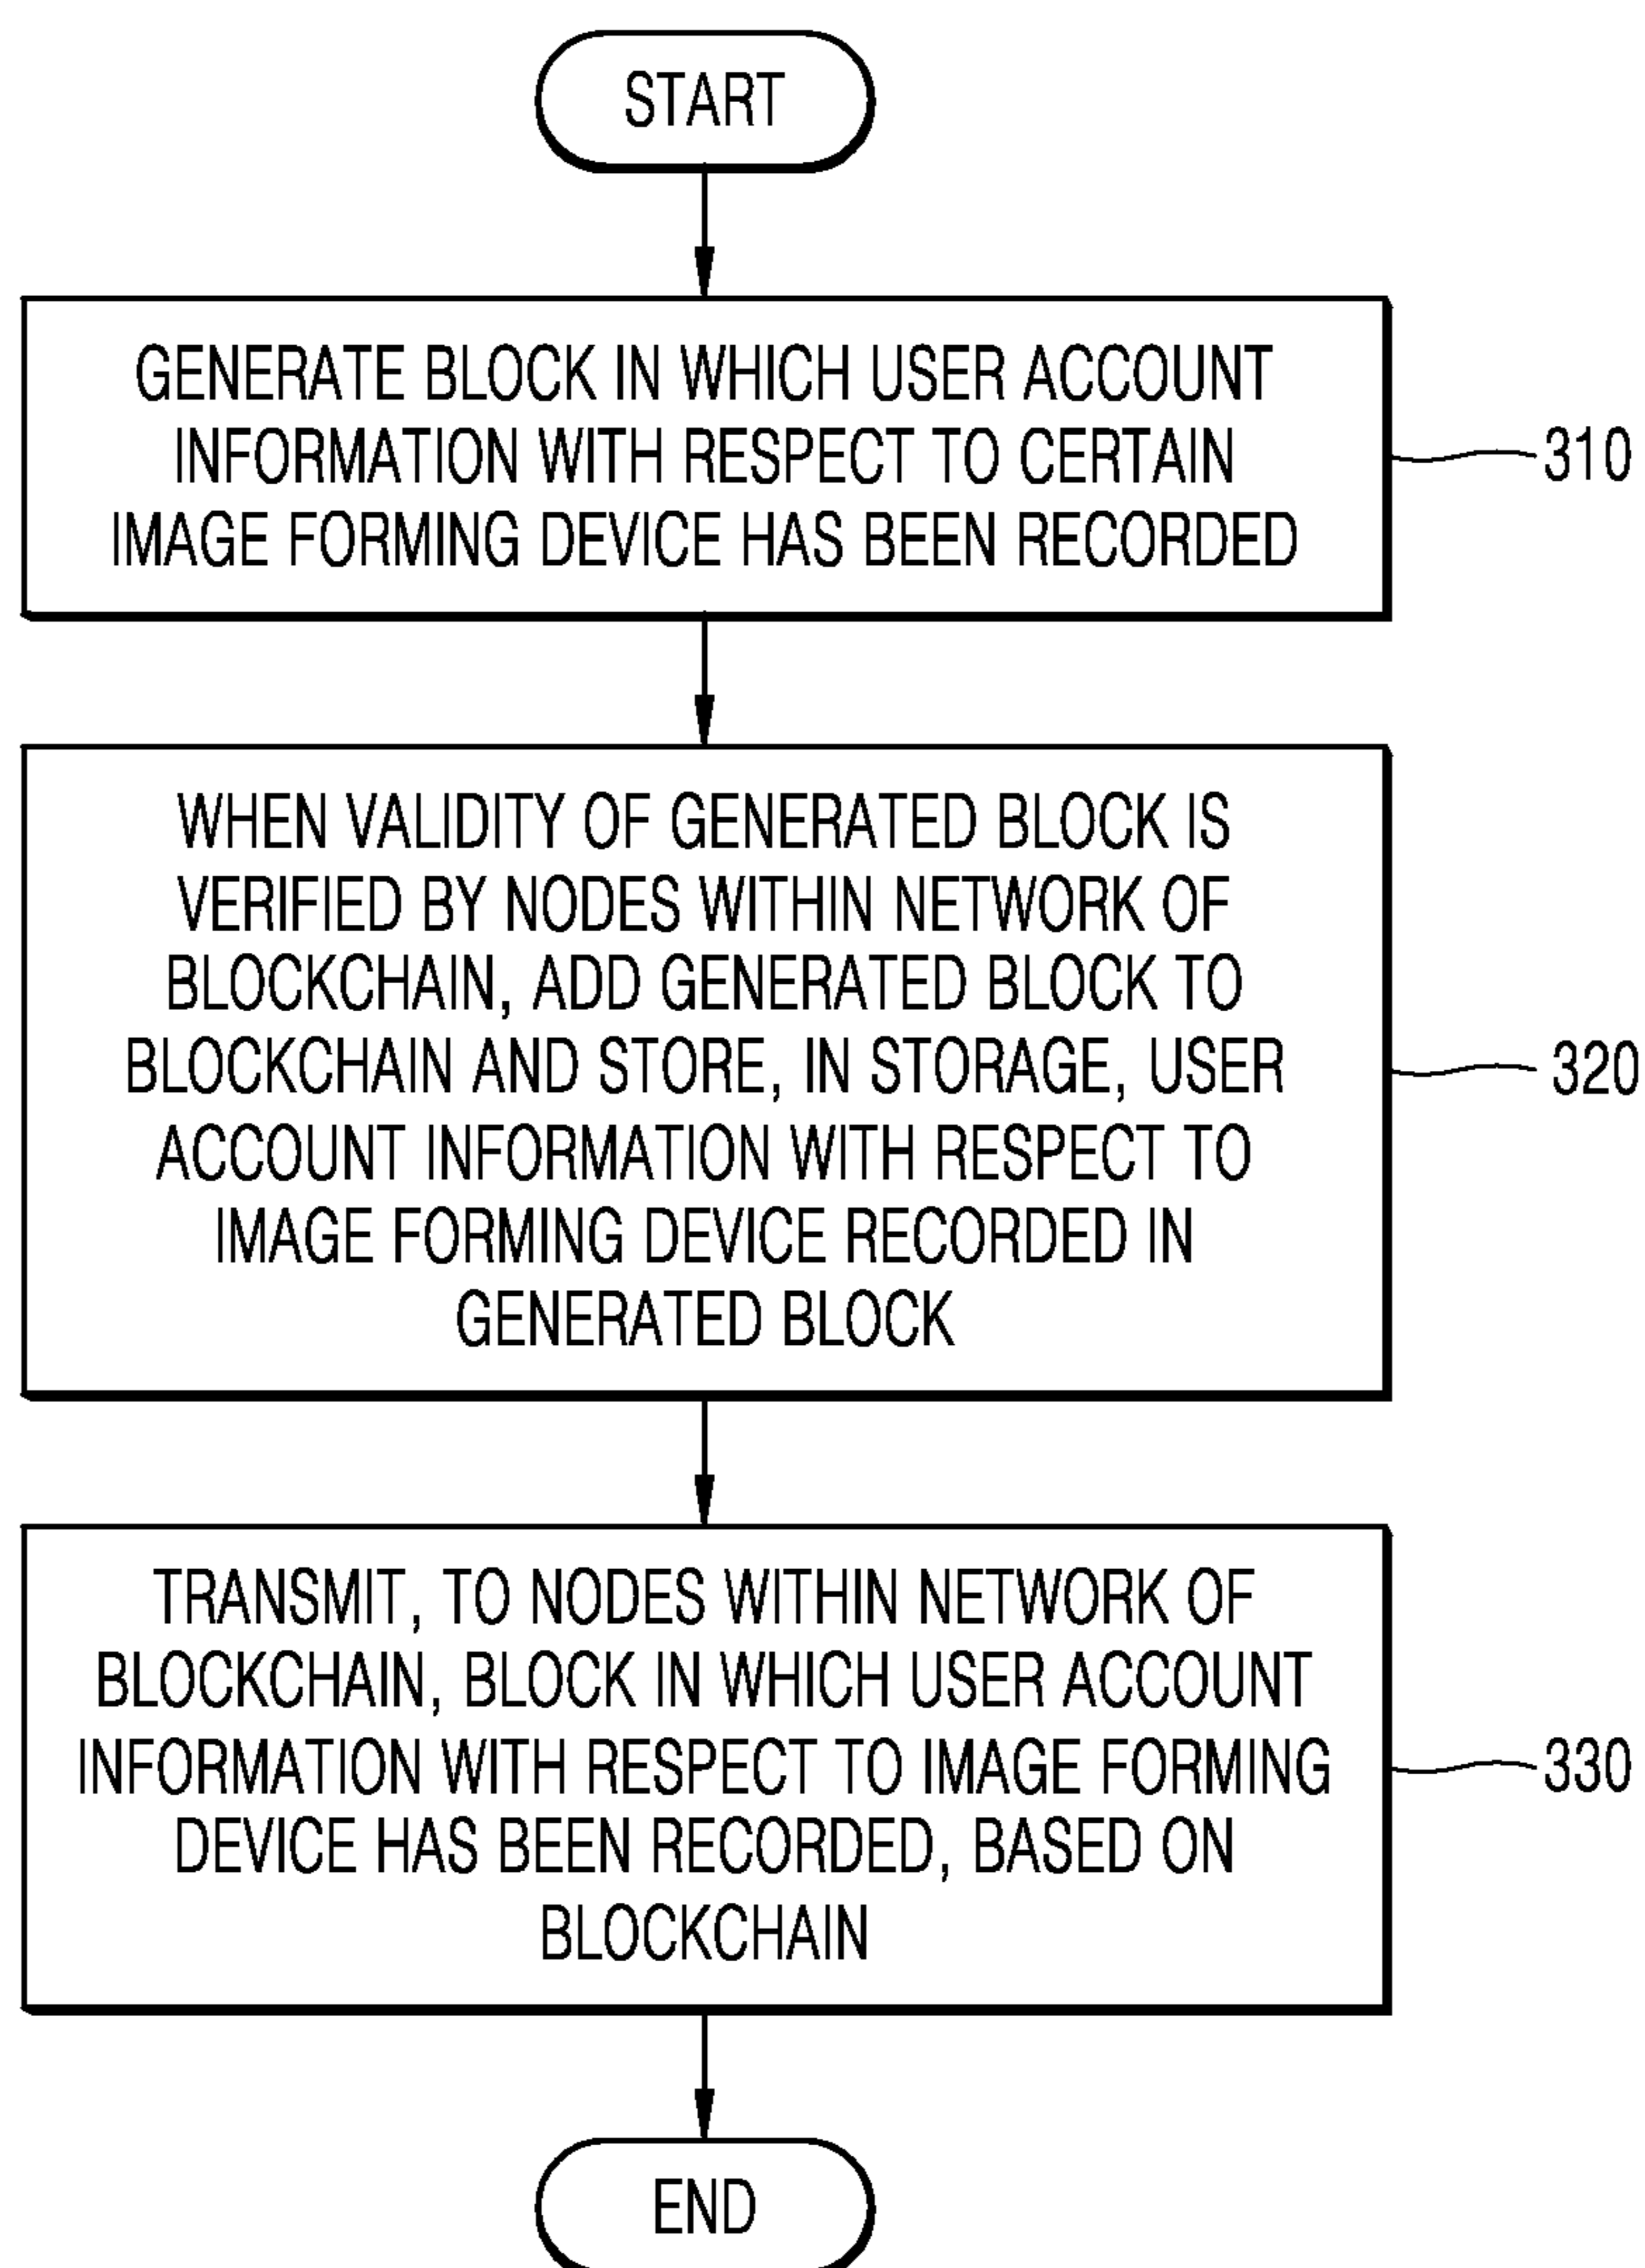 START
GENERATE BLOCK IN WHICH USER ACCOUNT
INFORMATION WITH RESPECT TO CERTAIN
IMAGE FORMING DEVICE HAS BEEN RECORDED
310
WHEN VALIDITY OF GENERATED BLOCK IS
VERIFIED BY NODES WITHIN NETWORK OF
BLOCKCHAIN, ADD GENERATED BLOCK TO
BLOCKCHAIN AND STORE, IN STORAGE, USER
ACCOUNT INFORMATION WITH RESPECT TO
IMAGE FORMING DEVICE RECORDED IN
GENERATED BLOCK
320
TRANSMIT, TO NODES WITHIN NETWORK OF
BLOCKCHAIN, BLOCK IN WHICH USER ACCOUNT
INFORMATION WITH RESPECT TO IMAGE FORMING
DEVICE HAS BEEN RECORDED, BASED ON
BLOCKCHAIN
330
END